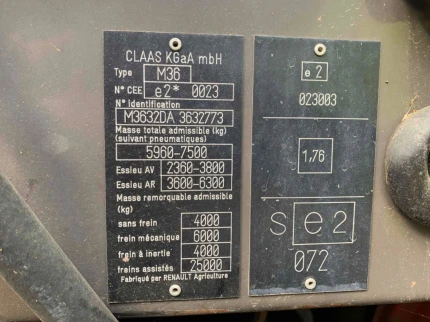 CLAAS KGaA mbH
Type M36
N° CEE e2* 0023
N° identification
M3632DA 3632773
Masse totale admissible (kg)
(suivant pneumatiques)
5960-7500
Essieu AV 2360-3800
Essieu AR 3600-6300
Masse remorquable admissible
(kg)
sans frein 4000
frein mécanique 6000
frein à inertie 4000
freins assistés 25000
Fabriqué par RENAULT Agriculture
e 2
023003
1,76
s e2
072